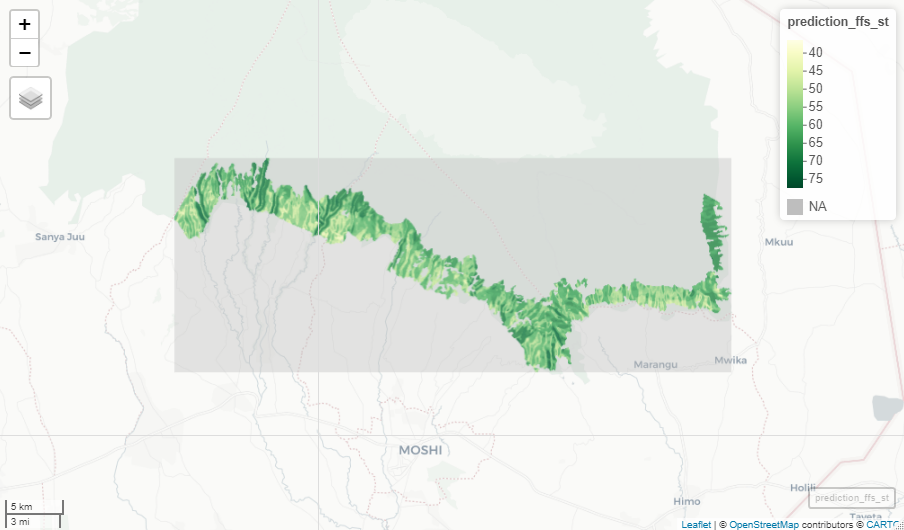 +
−
prediction_ffs_st
40
45
50
55
60
65
70
75
NA
Sanya Juu
Mkuu
Marangu
Mwika
MOSHI
Himo
Holili
prediction_ffs_st
Taveta
5 km
3 mi
Leaflet | © OpenStreetMap contributors © CARTO